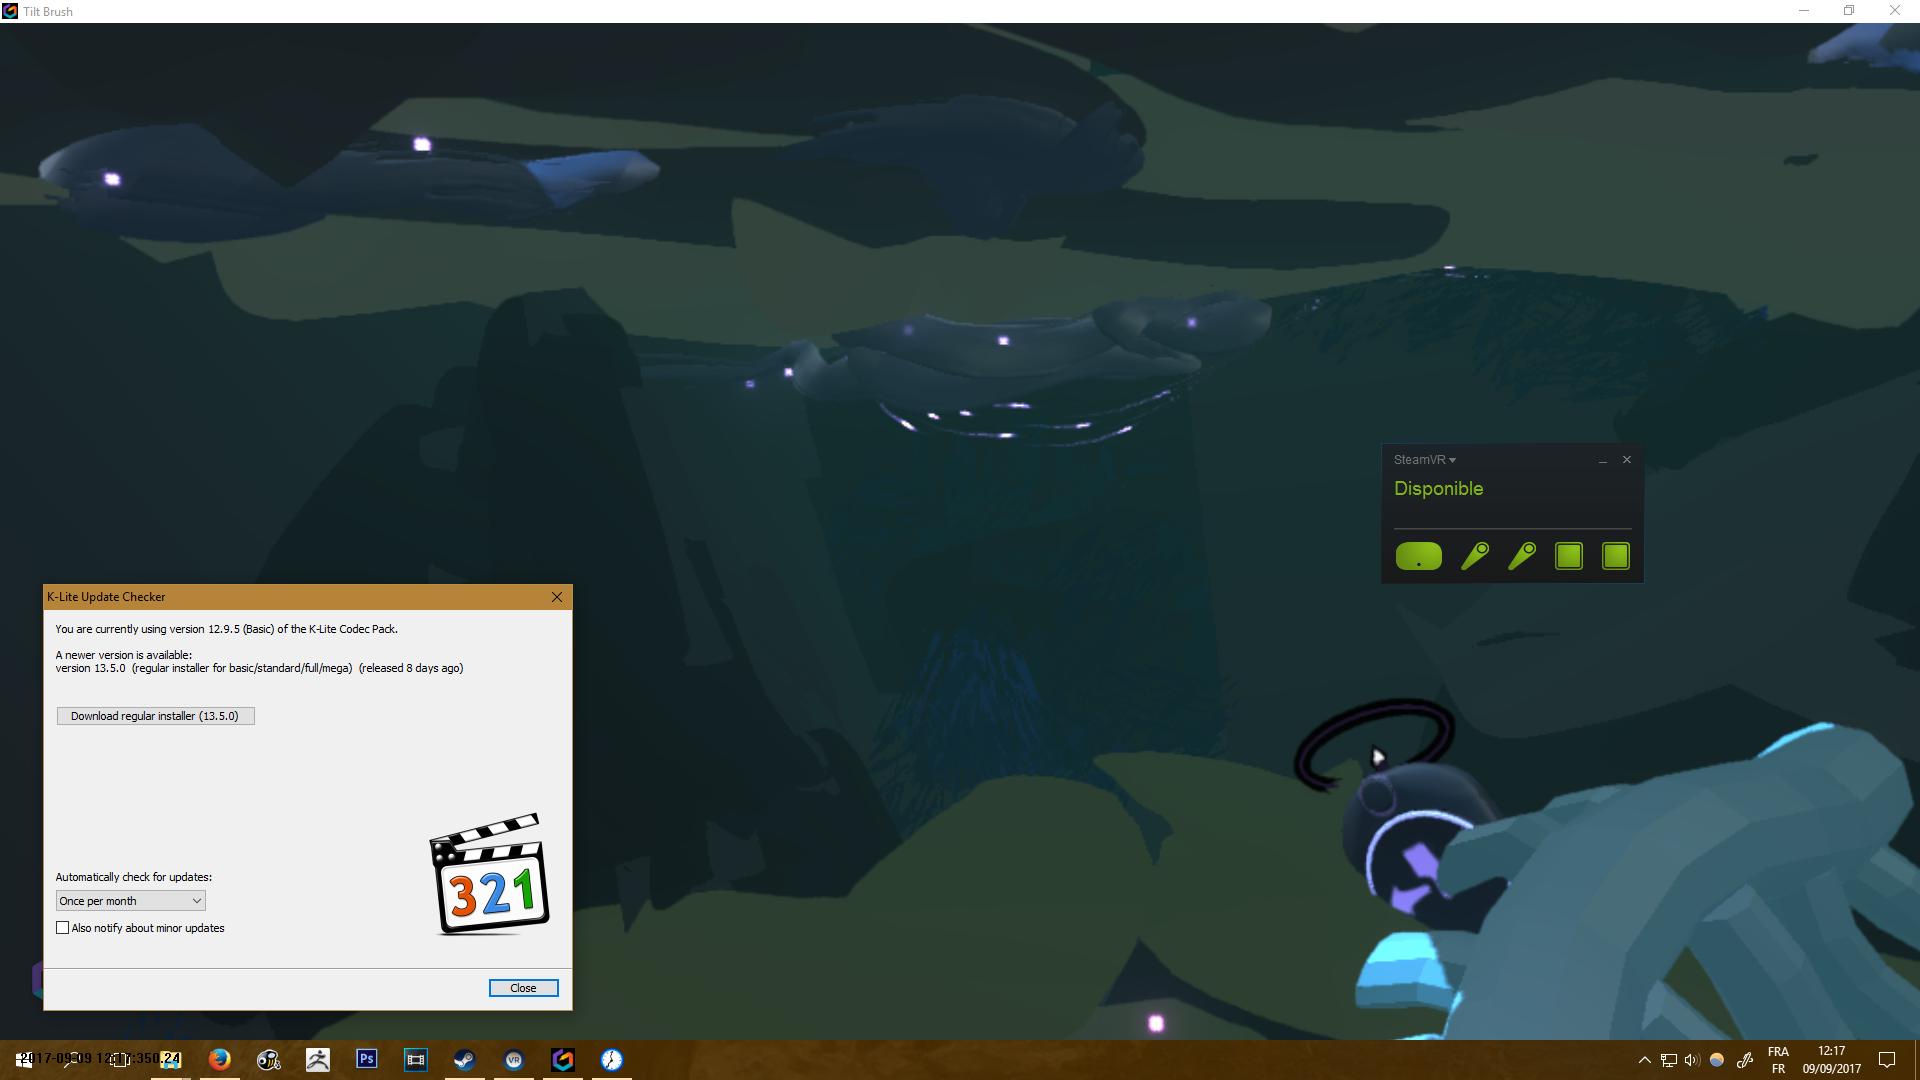 Tilt Brush
SteamVR
Disponible
K-Lite Update Checker
You are currently using version 12.9.5 (Basic) of the K-Lite Codec Pack.
A newer version is available:
version 13.5.0 (regular installer for basic/standard/full/mega) (released 8 days ago)
Download regular installer (13.5.0)
321
Automatically check for updates:
Once per month
Also notify about minor updates
Close
Ps
VR
FRA
FR
12:17
09/09/2017